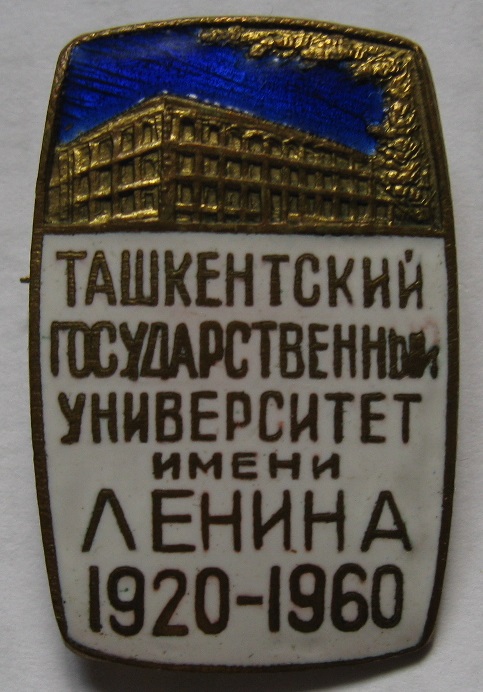 ТАШКЕНТСКИЙ
ГОСУДАРСТВЕННЫЙ
УНИВЕРСИТЕТ
ИМЕНИ
ЛЕНИНА
1920-1960